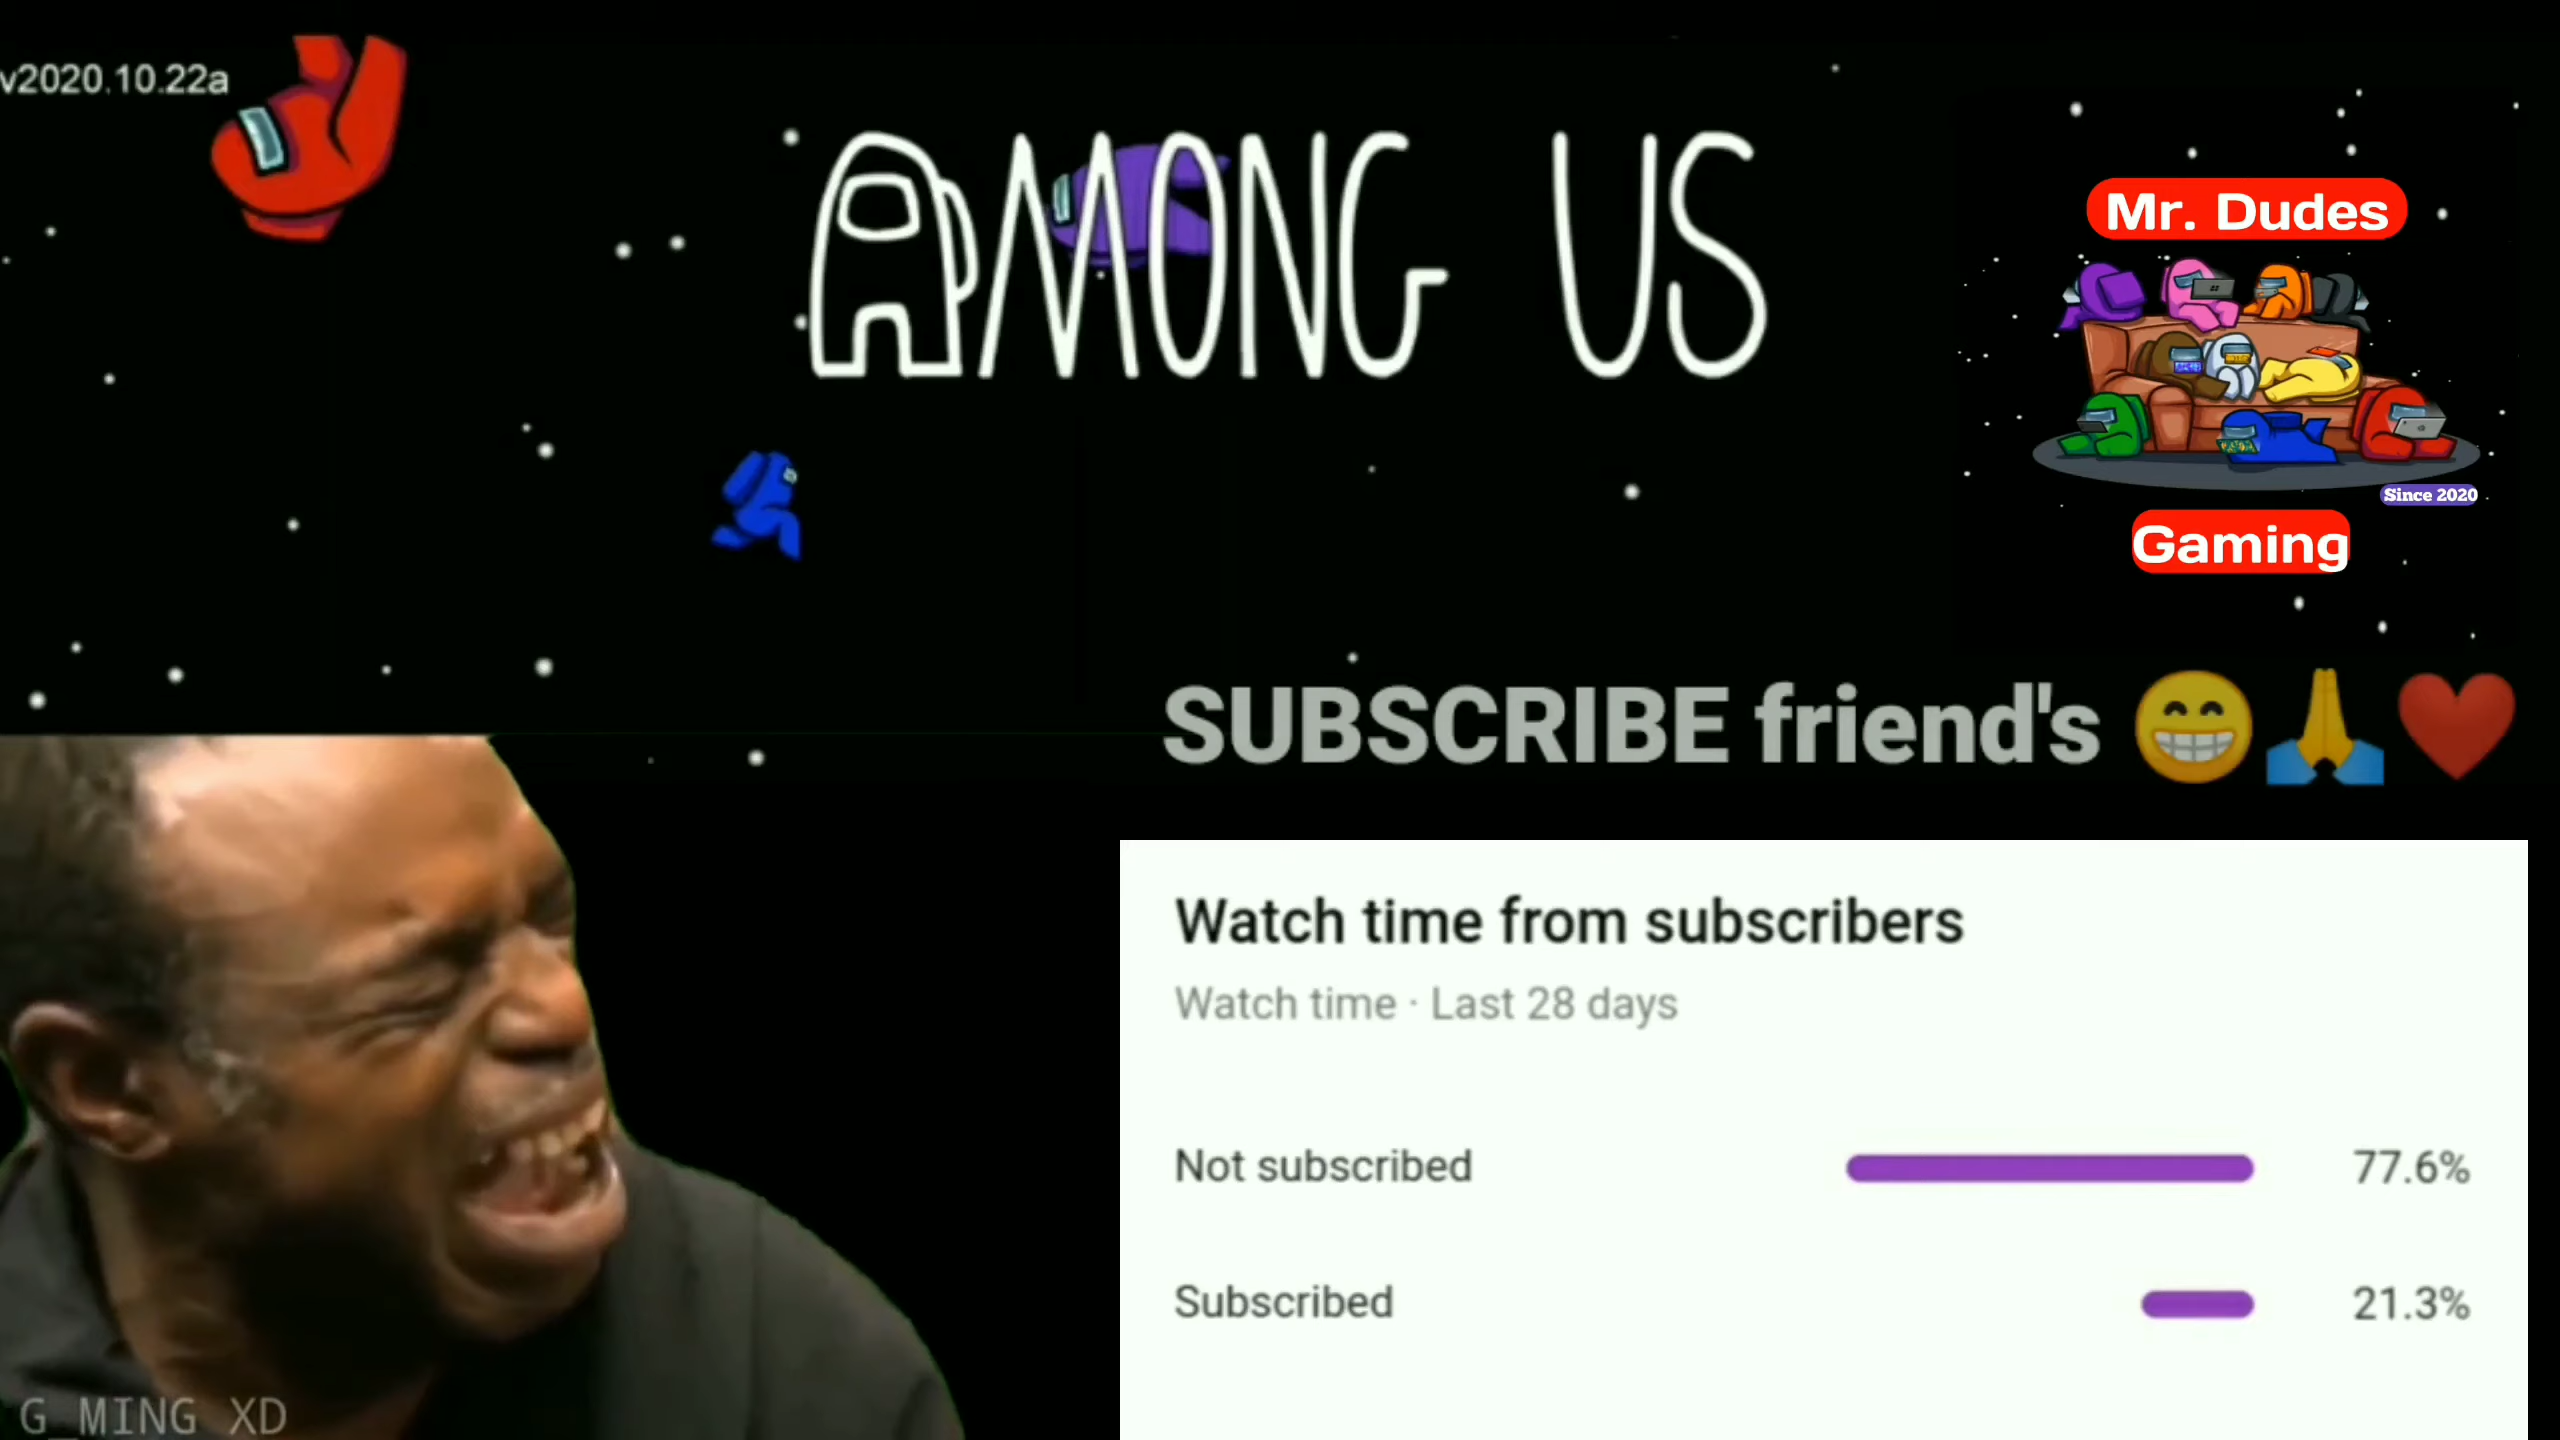 v2020.10.22a
AMONG US
Mr. Dudes
Since 2020
Gaming
SUBSCRIBE friend's 😁🙏❤️
Watch time from subscribers
Watch time · Last 28 days
Not subscribed 77.6%
Subscribed 21.3%
G_MING XD